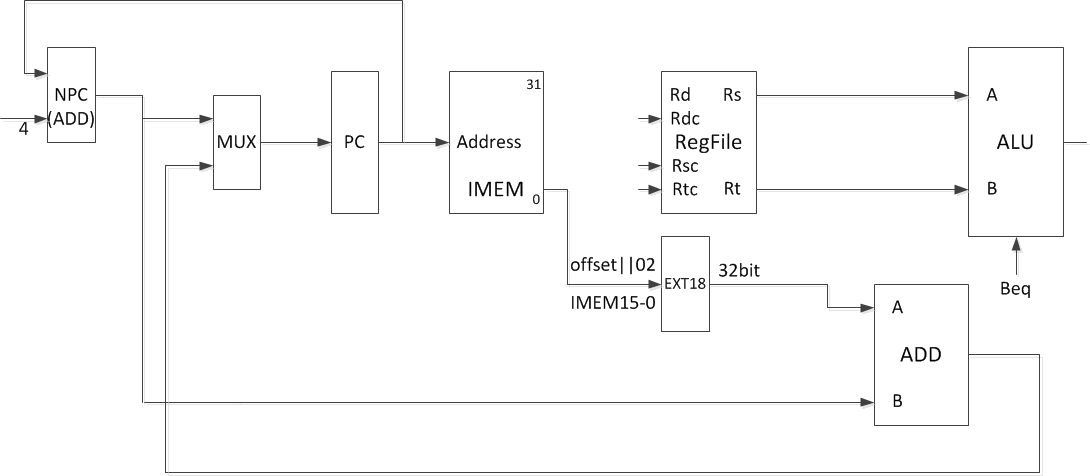 NPC
(ADD)
4
MUX
PC
31
Address
IMEM
0
Rd Rs
Rdc
RegFile
Rsc
Rtc Rt
A
ALU
B
offset||02
IMEM15-0
EXT18
32bit
Beq
A
ADD
B